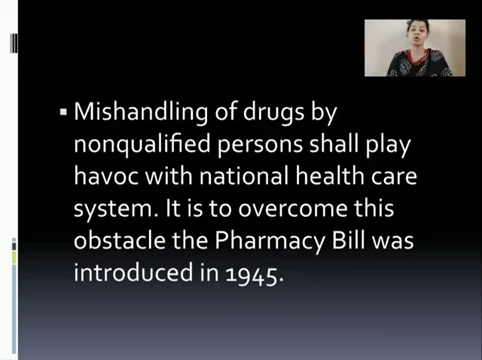 Mishandling of drugs by
nonqualified persons shall play
havoc with national health care
system. It is to overcome this
obstacle the Pharmacy Bill was
introduced in 1945.